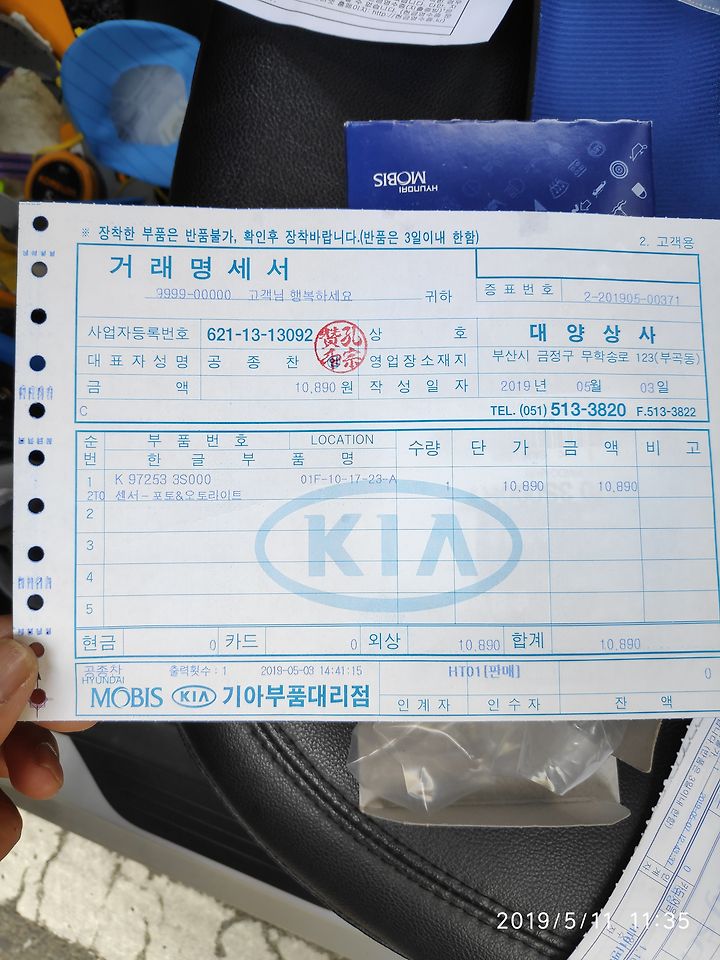 HYUNDAI
MOBIS
※ 장착한 부품은 반품불가, 확인후 장착바랍니다.(반품은 3일이내 한함)
2. 고객용
거 래 명 세 서
9999-00000 고객님 행복하세요 귀하
증 표 번 호 2-201905-00371
사업자등록번호 621-13-13092 상 호 대 양 상 사
대 표 자 성 명 공 종 찬 영업장소재지 부산시 금정구 무학송로 123(부곡동)
금 액 10,890 원 작 성 일 자 2019 년 05월 03일
C TEL. (051) 513-3820 F.513-3822
순번 부 품 번 호 LOCATION 수량 단 가 금 액 비 고
한 글 부 품 명
1 K 97253 3S000 01F-10-17-23-A 1 10,890 10,890
2T0 센서-포토&오토라이트
2
3
4
5
KIA
현금 0 카드 0 외상 10,890 합계 10,890
공종찬 출력횟수 : 1 2019-05-03 14:41:15 HT01[판매] 0
HYUNDAI
MOBIS KIA 기아부품대리점 인 계 자 인 수 자 잔 액
2019/5/11 11:35